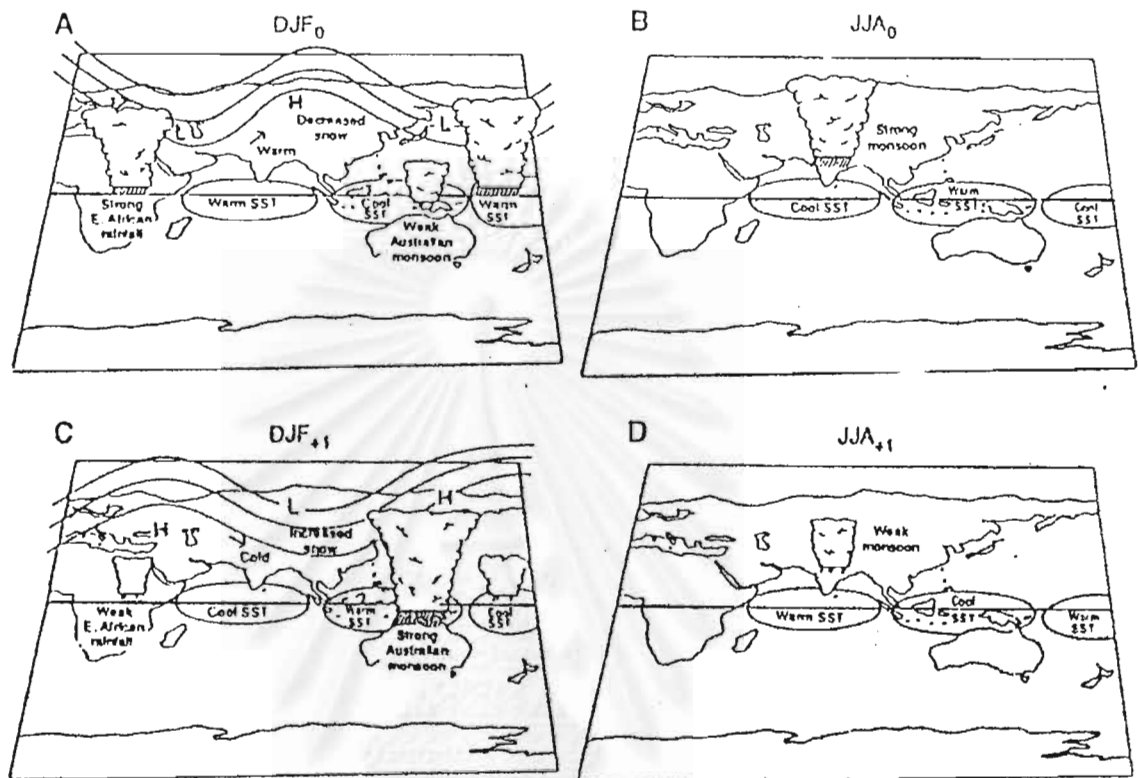 A
DJF₀
H
Decreased
snow
L
L
Warm
Strong
E. African
rainfall
Warm SST
Cool
SST
Warm
SST
Weak
Australian
monsoon
B
JJA₀
Strong
monsoon
Cool SST
Warm
SST
Cool
SST
C
DJF₊₁
L
H
H
Increased
snow
Cold
Weak
E. African
rainfall
Cool SST
Warm
SST
Cool
SST
Strong
Australian
monsoon
D
JJA₊₁
Weak
monsoon
Warm SST
Cool
SST
Warm
SST